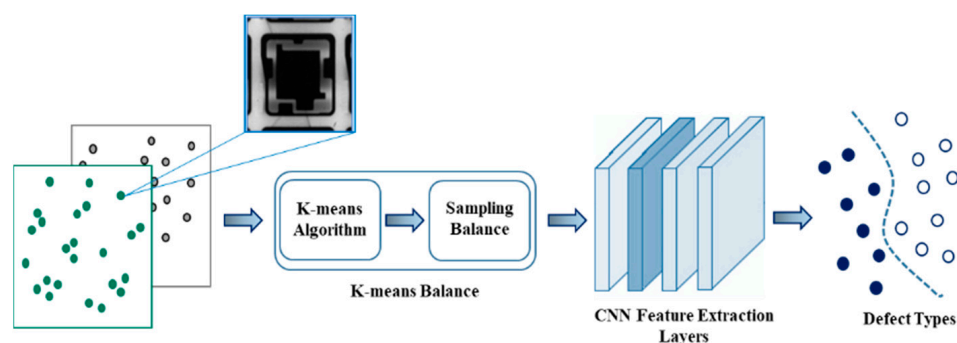 K-means
Algorithm
Sampling
Balance
K-means Balance
CNN Feature Extraction
Layers
Defect Types